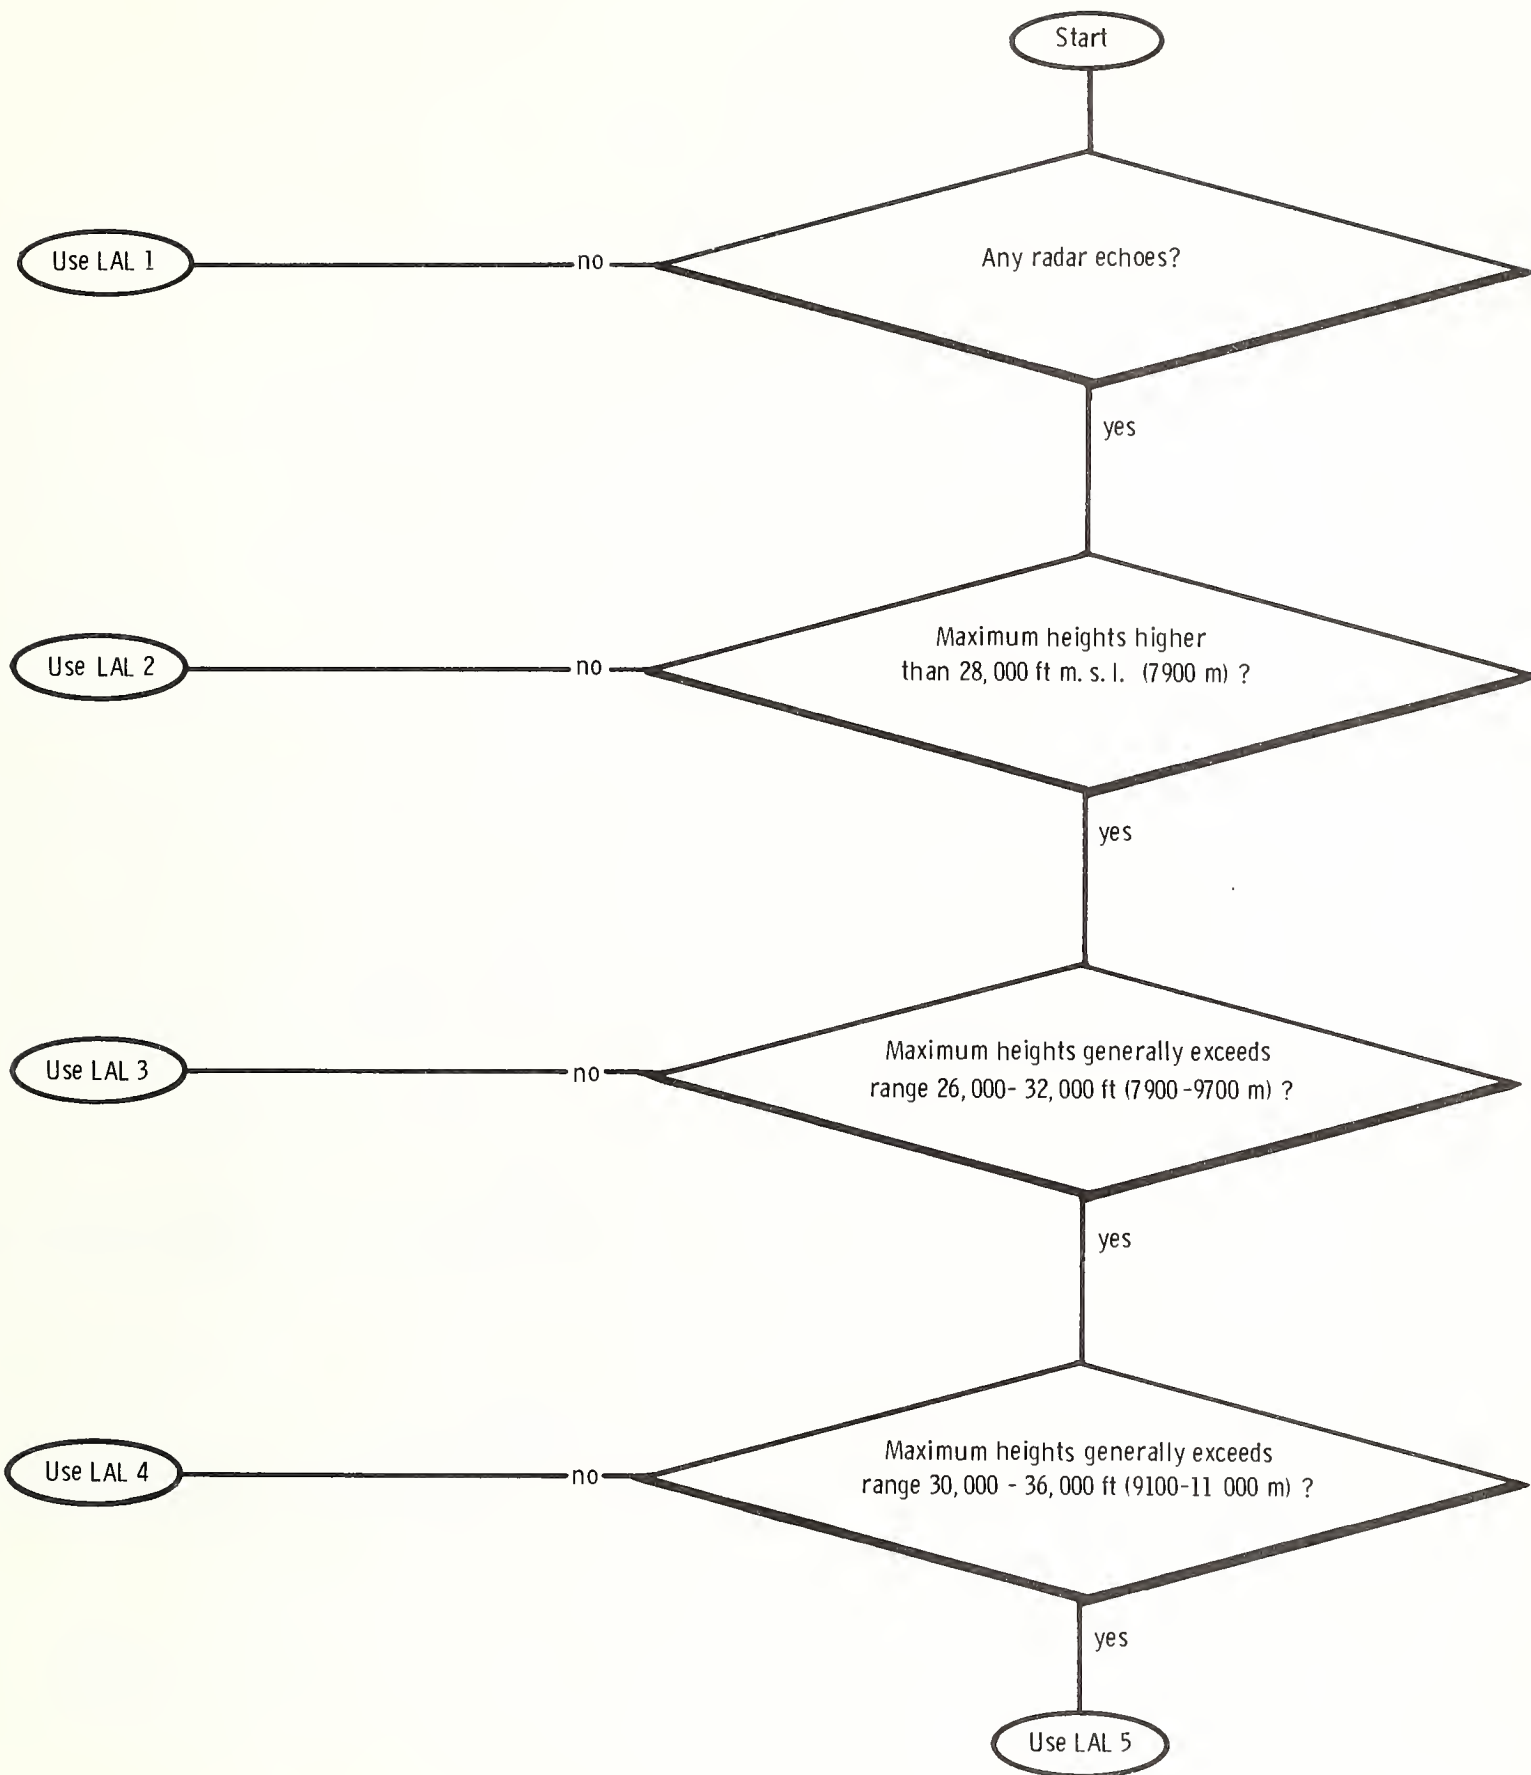 Start
Any radar echoes?
Use LAL 1
no
yes
Maximum heights higher
than 28,000 ft m.s.l. (7900 m) ?
Use LAL 2
no
yes
Maximum heights generally exceeds
range 26,000- 32,000 ft (7900-9700 m) ?
Use LAL 3
no
yes
Maximum heights generally exceeds
range 30,000 - 36,000 ft (9100-11 000 m) ?
Use LAL 4
no
yes
Use LAL 5